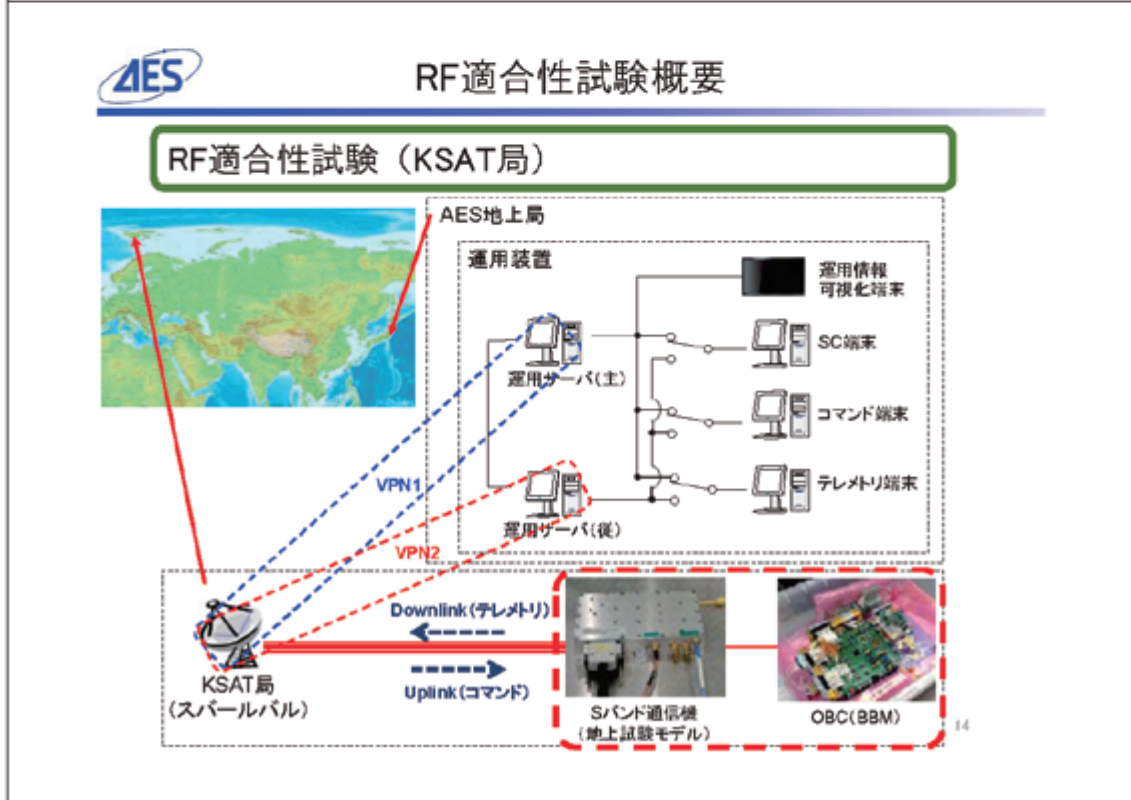 AES
RF適合性試験概要
RF適合性試験（KSAT局）
AES地上局
運用装置
運用情報
可視化端末
SC端末
運用サーバ(主)
コマンド端末
VPN1
テレメトリ端末
運用サーバ(従)
VPN2
Downlink(テレメトリ)
Uplink(コマンド)
KSAT局
(スバールバル)
Sバンド通信機
(地上試験モデル)
OBC(BBM)
14